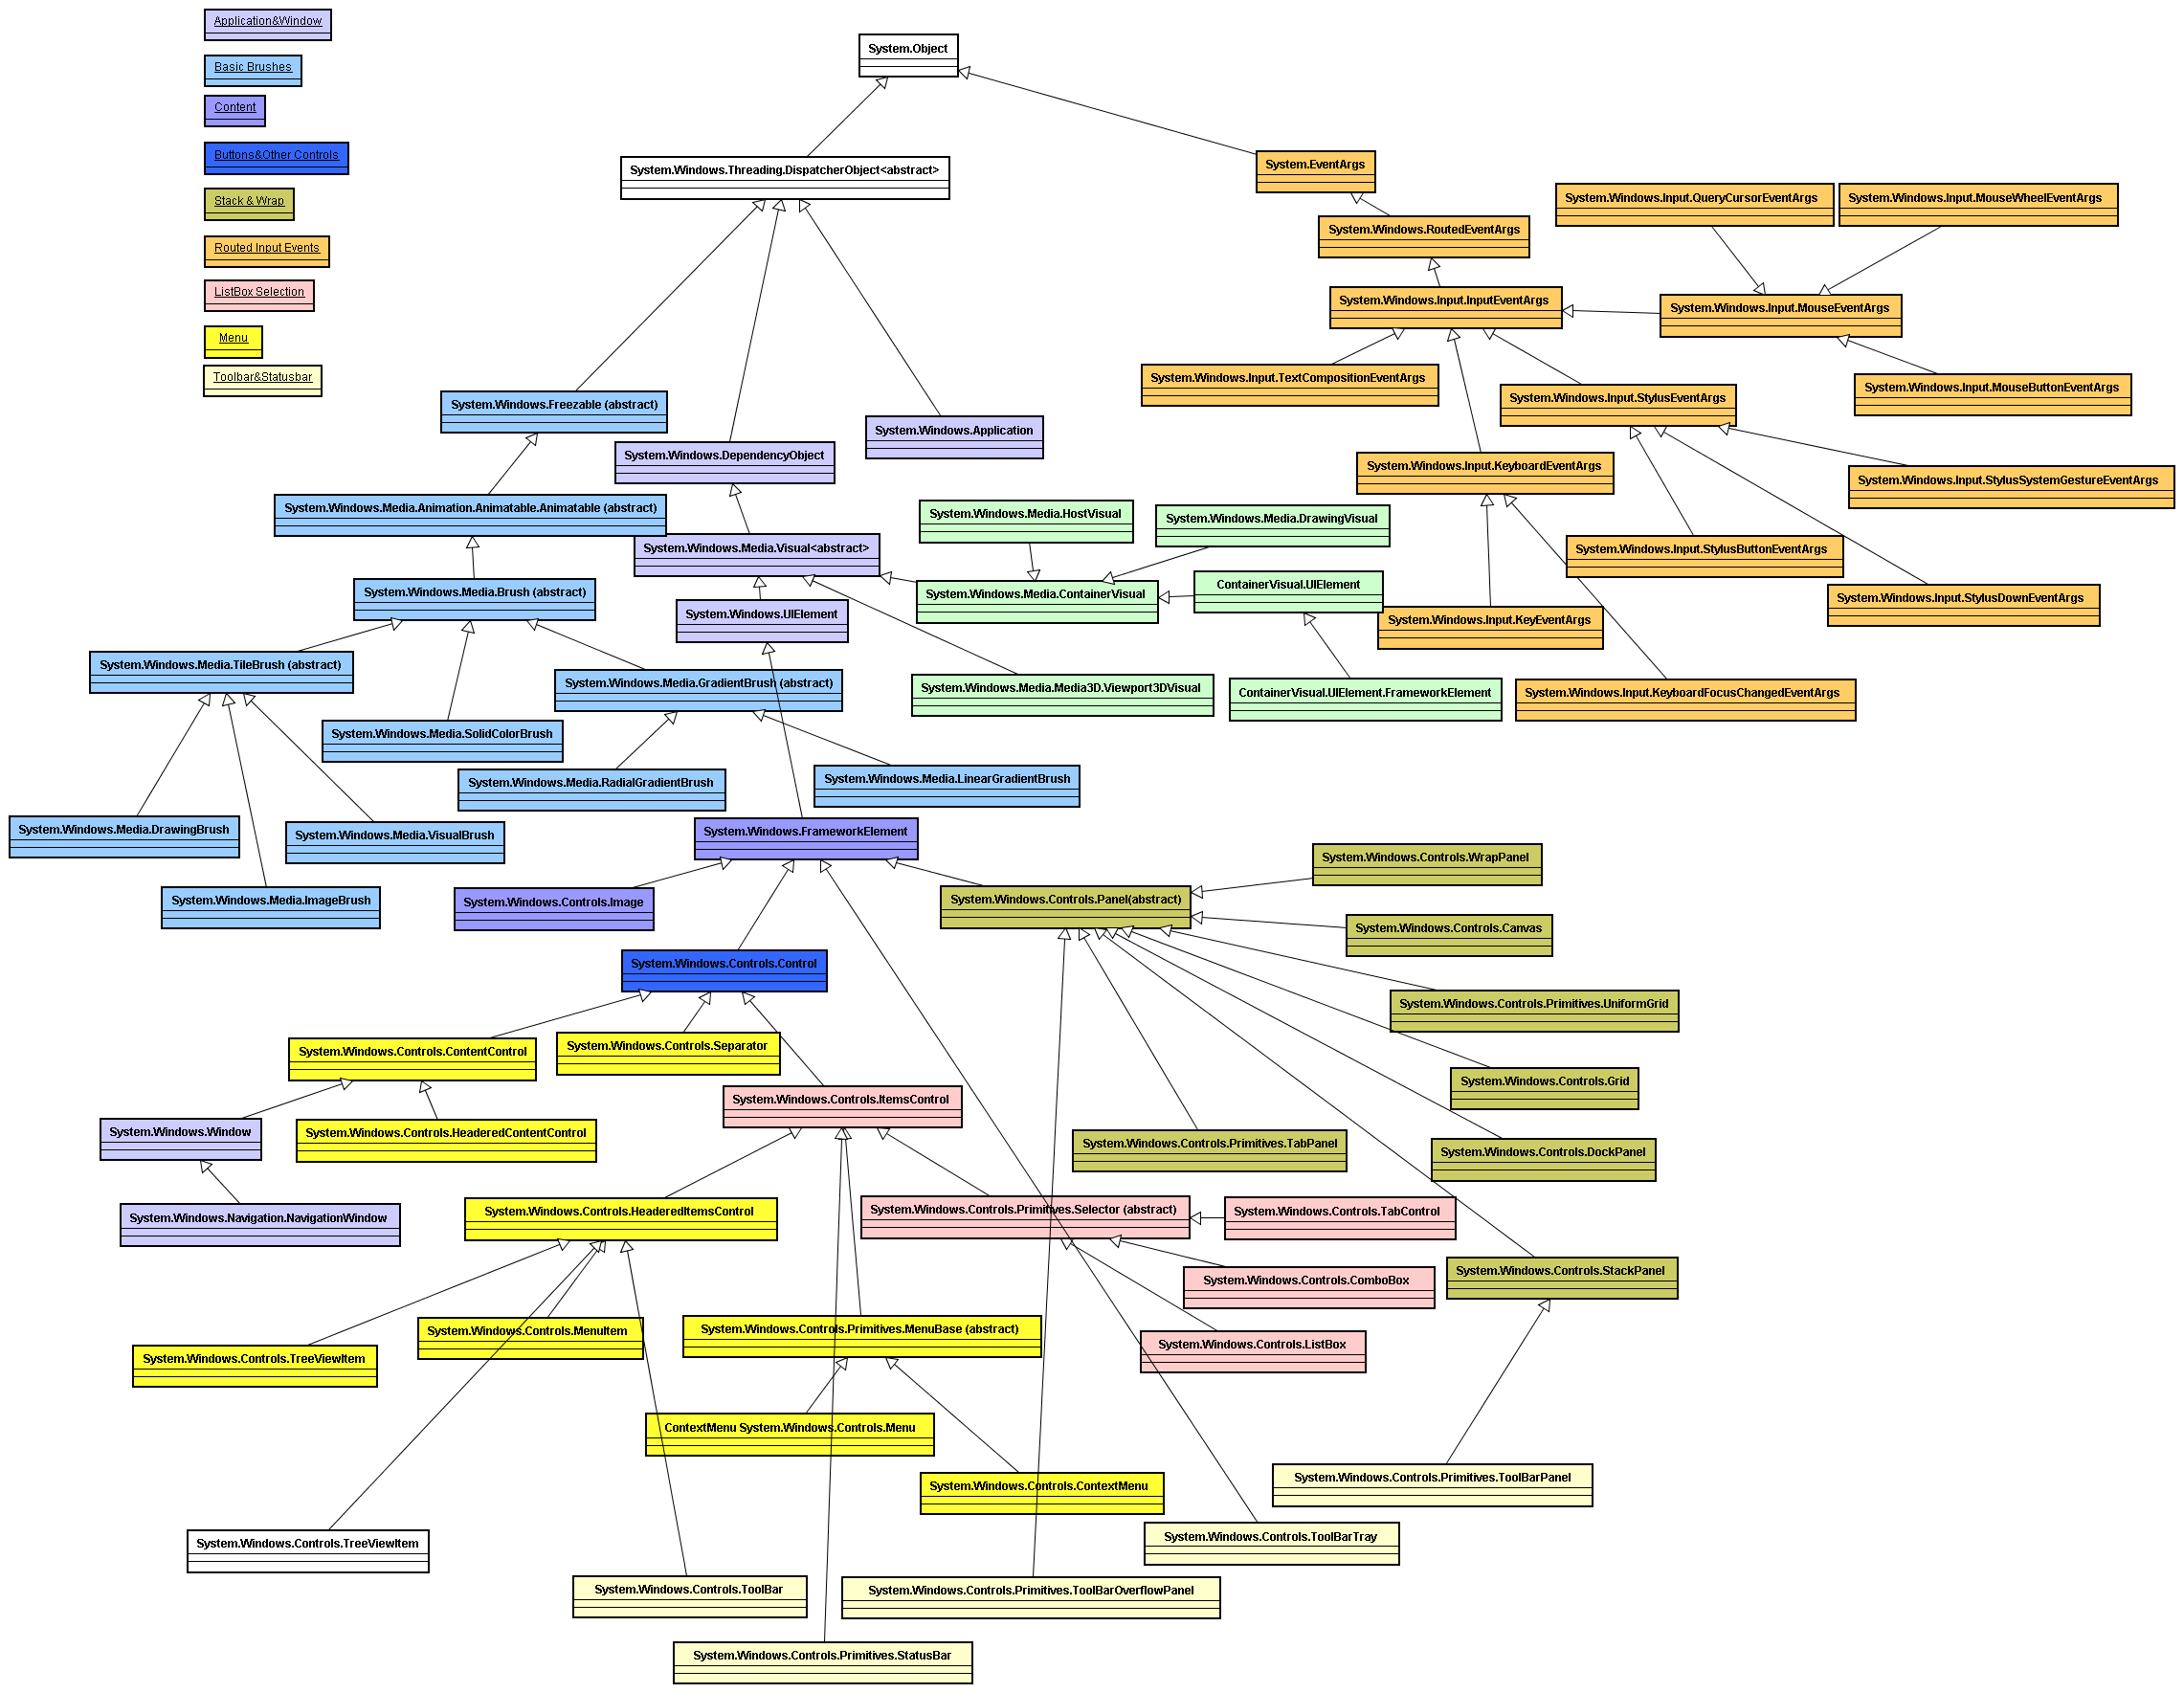 Application&Window
Basic Brushes
Content
Buttons&Other Controls
Stack & Wrap
Routed Input Events
ListBox Selection
Menu
Toolbar&Statusbar
System.Object
System.Windows.Threading.DispatcherObject<abstract>
System.EventArgs
System.Windows.RoutedEventArgs
System.Windows.Input.QueryCursorEventArgs
System.Windows.Input.MouseWheelEventArgs
System.Windows.Input.InputEventArgs
System.Windows.Input.MouseEventArgs
System.Windows.Input.TextCompositionEventArgs
System.Windows.Input.StylusEventArgs
System.Windows.Input.MouseButtonEventArgs
System.Windows.Freezable (abstract)
System.Windows.Application
System.Windows.DependencyObject
System.Windows.Input.KeyboardEventArgs
System.Windows.Input.StylusSystemGestureEventArgs
System.Windows.Media.Animation.Animatable.Animatable (abstract)
System.Windows.Media.HostVisual
System.Windows.Media.DrawingVisual
System.Windows.Media.Visual<abstract>
System.Windows.Input.StylusButtonEventArgs
System.Windows.Media.Brush (abstract)
System.Windows.Media.ContainerVisual
ContainerVisual.UIElement
System.Windows.Input.StylusDownEventArgs
System.Windows.UIElement
System.Windows.Input.KeyEventArgs
System.Windows.Media.TileBrush (abstract)
System.Windows.Media.GradientBrush (abstract)
System.Windows.Media.Media3D.Viewport3DVisual
ContainerVisual.UIElement.FrameworkElement
System.Windows.Input.KeyboardFocusChangedEventArgs
System.Windows.Media.SolidColorBrush
System.Windows.Media.RadialGradientBrush
System.Windows.Media.LinearGradientBrush
System.Windows.Media.DrawingBrush
System.Windows.Media.VisualBrush
System.Windows.FrameworkElement
System.Windows.Controls.WrapPanel
System.Windows.Media.ImageBrush
System.Windows.Controls.Image
System.Windows.Controls.Panel(abstract)
System.Windows.Controls.Canvas
System.Windows.Controls.Control
System.Windows.Controls.Primitives.UniformGrid
System.Windows.Controls.ContentControl
System.Windows.Controls.Separator
System.Windows.Controls.Grid
System.Windows.Controls.ItemsControl
System.Windows.Window
System.Windows.Controls.HeaderedContentControl
System.Windows.Controls.Primitives.TabPanel
System.Windows.Controls.DockPanel
System.Windows.Navigation.NavigationWindow
System.Windows.Controls.HeaderedItemsControl
System.Windows.Controls.Primitives.Selector (abstract)
System.Windows.Controls.TabControl
System.Windows.Controls.ComboBox
System.Windows.Controls.StackPanel
System.Windows.Controls.TreeViewItem
System.Windows.Controls.MenuItem
System.Windows.Controls.Primitives.MenuBase (abstract)
System.Windows.Controls.ListBox
ContextMenu System.Windows.Controls.Menu
System.Windows.Controls.ContextMenu
System.Windows.Controls.Primitives.ToolBarPanel
System.Windows.Controls.TreeViewItem
System.Windows.Controls.ToolBarTray
System.Windows.Controls.ToolBar
System.Windows.Controls.Primitives.ToolBarOverflowPanel
System.Windows.Controls.Primitives.StatusBar